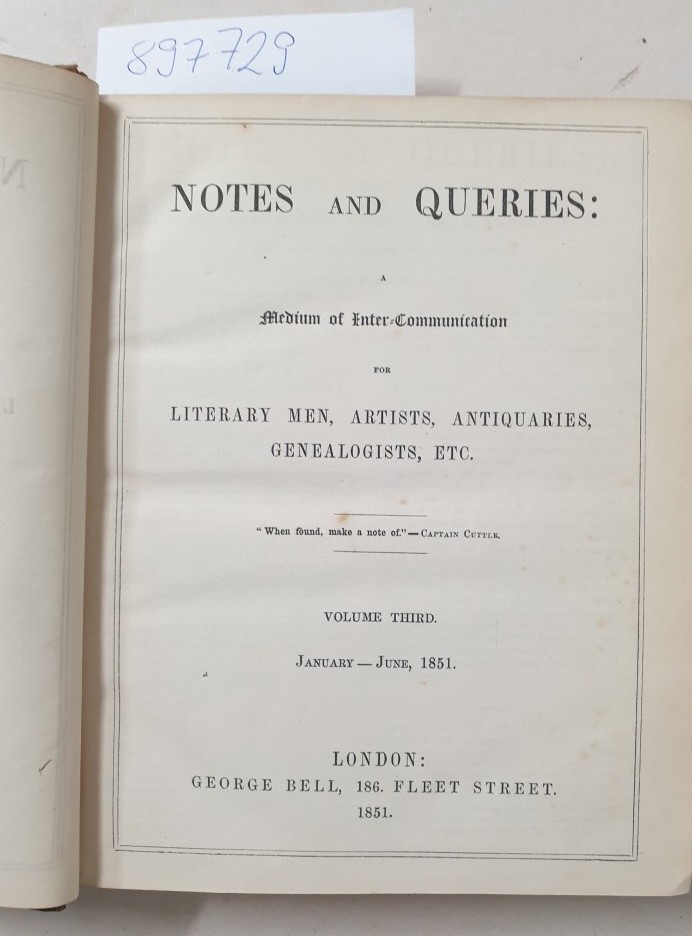 897729
NOTES AND QUERIES:
A
Medium of Inter-Communication
FOR
LITERARY MEN, ARTISTS, ANTIQUARIES,
GENEALOGISTS, ETC.
"When found, make a note of."—CAPTAIN CUTTLE.
VOLUME THIRD.
JANUARY—JUNE, 1851.
LONDON:
GEORGE BELL, 186. FLEET STREET.
1851.